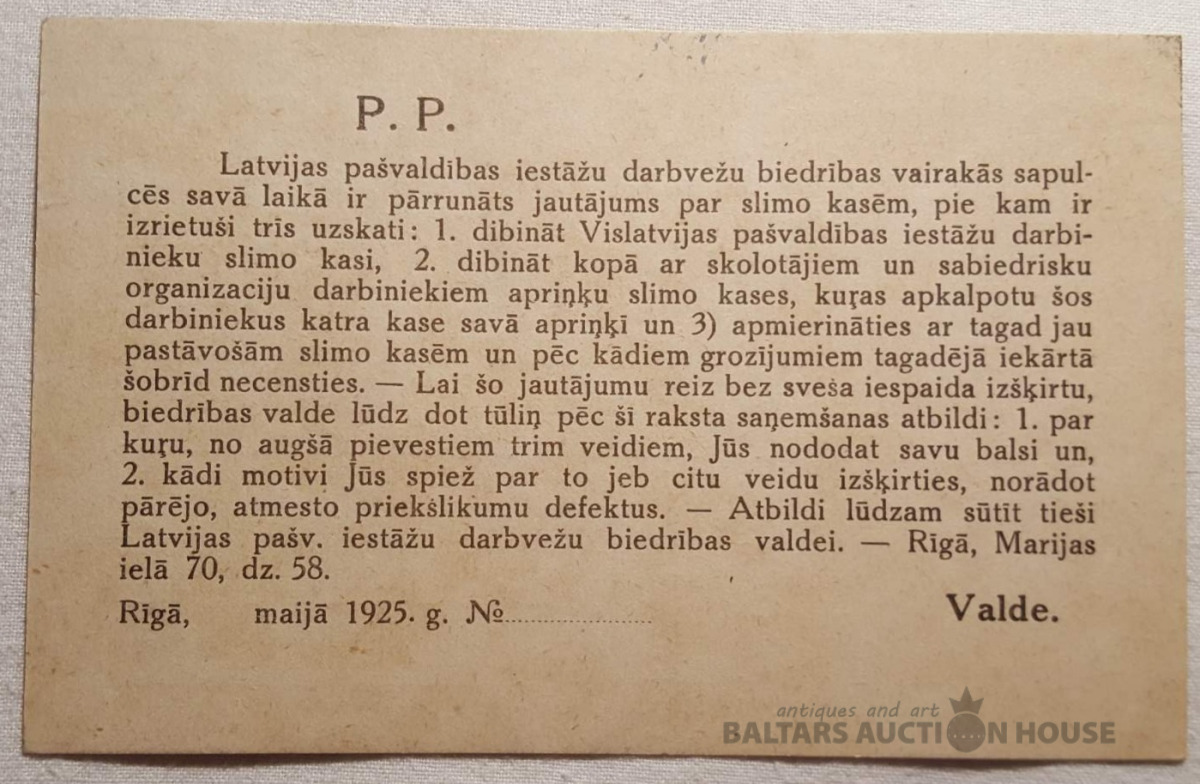 P. P.
Latvijas pašvaldības iestāžu darbvežu biedrības vairakās sapul-
cēs savā laikā ir pārrunāts jautājums par slimo kasēm, pie kam ir
izrietuši trīs uzskati: 1. dibināt Vislatvijas pašvaldības iestāžu darbi-
nieku slimo kasi, 2. dibināt kopā ar skolotājiem un sabiedrisku
organizaciju darbiniekiem apriņķu slimo kases, kuŗas apkalpotu šos
darbiniekus katra kase savā apriņķī un 3) apmierināties ar tagad jau
pastāvošām slimo kasēm un pēc kādiem grozījumiem tagadējā iekārtā
šobrīd necensties. — Lai šo jautājumu reiz bez sveša iespaida izšķirtu,
biedrības valde lūdz dot tūliņ pēc šī raksta saņemšanas atbildi: 1. par
kuŗu, no augšā pievestiem trim veidiem, Jūs nododat savu balsi un,
2. kādi motivi Jūs spiež par to jeb citu veidu izšķirties, norādot
pārējo, atmesto priekšlikumu defektus. — Atbildi lūdzam sūtīt tieši
Latvijas pašv. iestāžu darbvežu biedrības valdei. — Rīgā, Marijas
ielā 70, dz. 58.
Rīgā, maijā 1925. g. №....................... Valde.
antiques and art
BALTARS AUCTION HOUSE